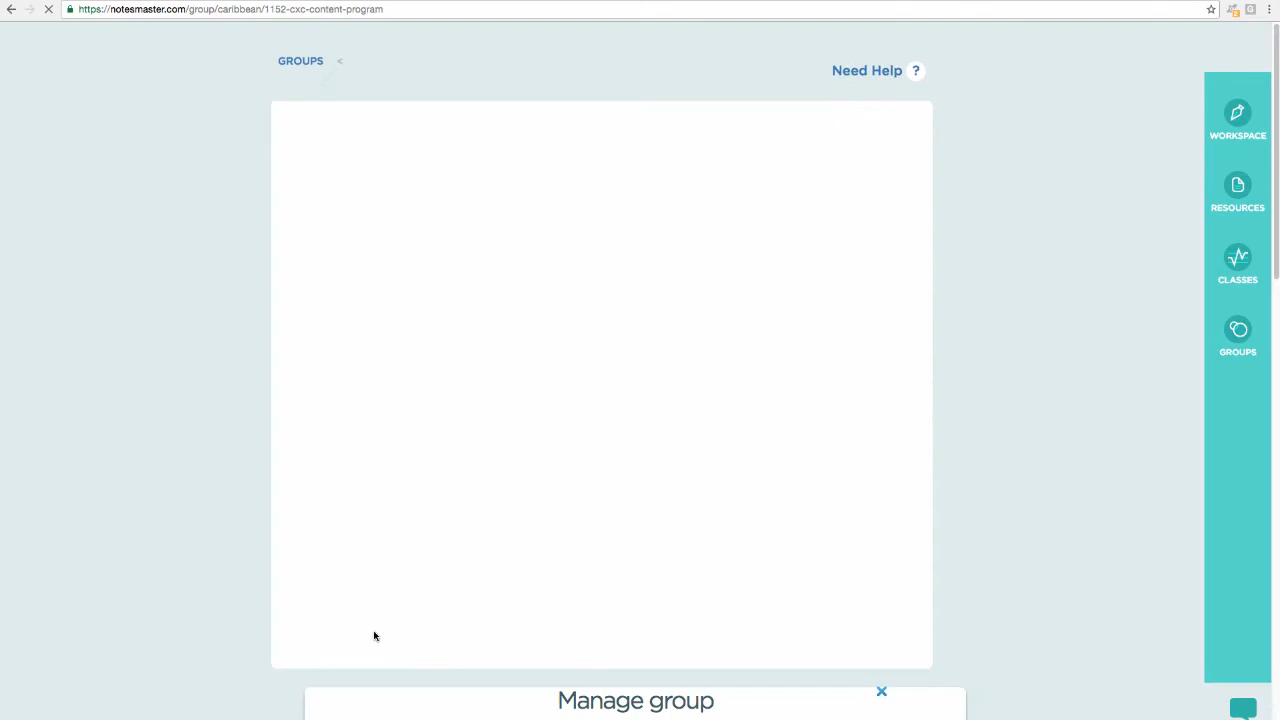 https://notesmaster.com/group/caribbean/1152-cxc-content-program
GROUPS <
Need Help ?
WORKSPACE
RESOURCES
CLASSES
GROUPS
Manage group